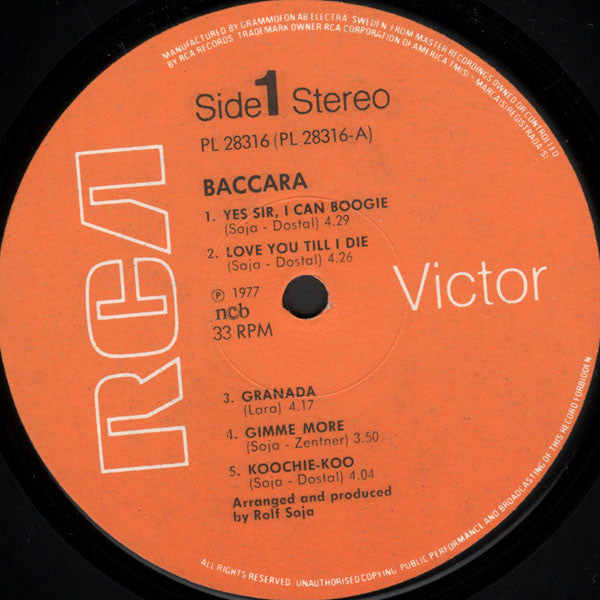 MANUFACTURED BY GRAMMOFON AB ELECTRA SWEDEN FROM MASTER RECORDINGS OWNED OR CONTROLLED
BY RCA RECORDS. TRADEMARK OWNER RCA CORPORATION OF AMERICA TM(S) - MARCA(S) REGISTRADA(S)
Side 1 Stereo
PL 28316 (PL 28316-A)
RCA
Victor
BACCARA
1. YES SIR, I CAN BOOGIE
(Soja - Dostal) 4.29
2. LOVE YOU TILL I DIE
(Soja - Dostal) 4.26
℗ 1977
ncb
33 RPM
3. GRANADA
(Lara) 4.17
4. GIMME MORE
(Soja - Zentner) 3.50
5. KOOCHIE-KOO
(Soja - Dostal) 4.04
Arranged and produced
by Rolf Soja
ALL RIGHTS RESERVED. UNAUTHORISED COPYING, PUBLIC PERFORMANCE AND BROADCASTING OF THIS RECORD FORBIDDEN